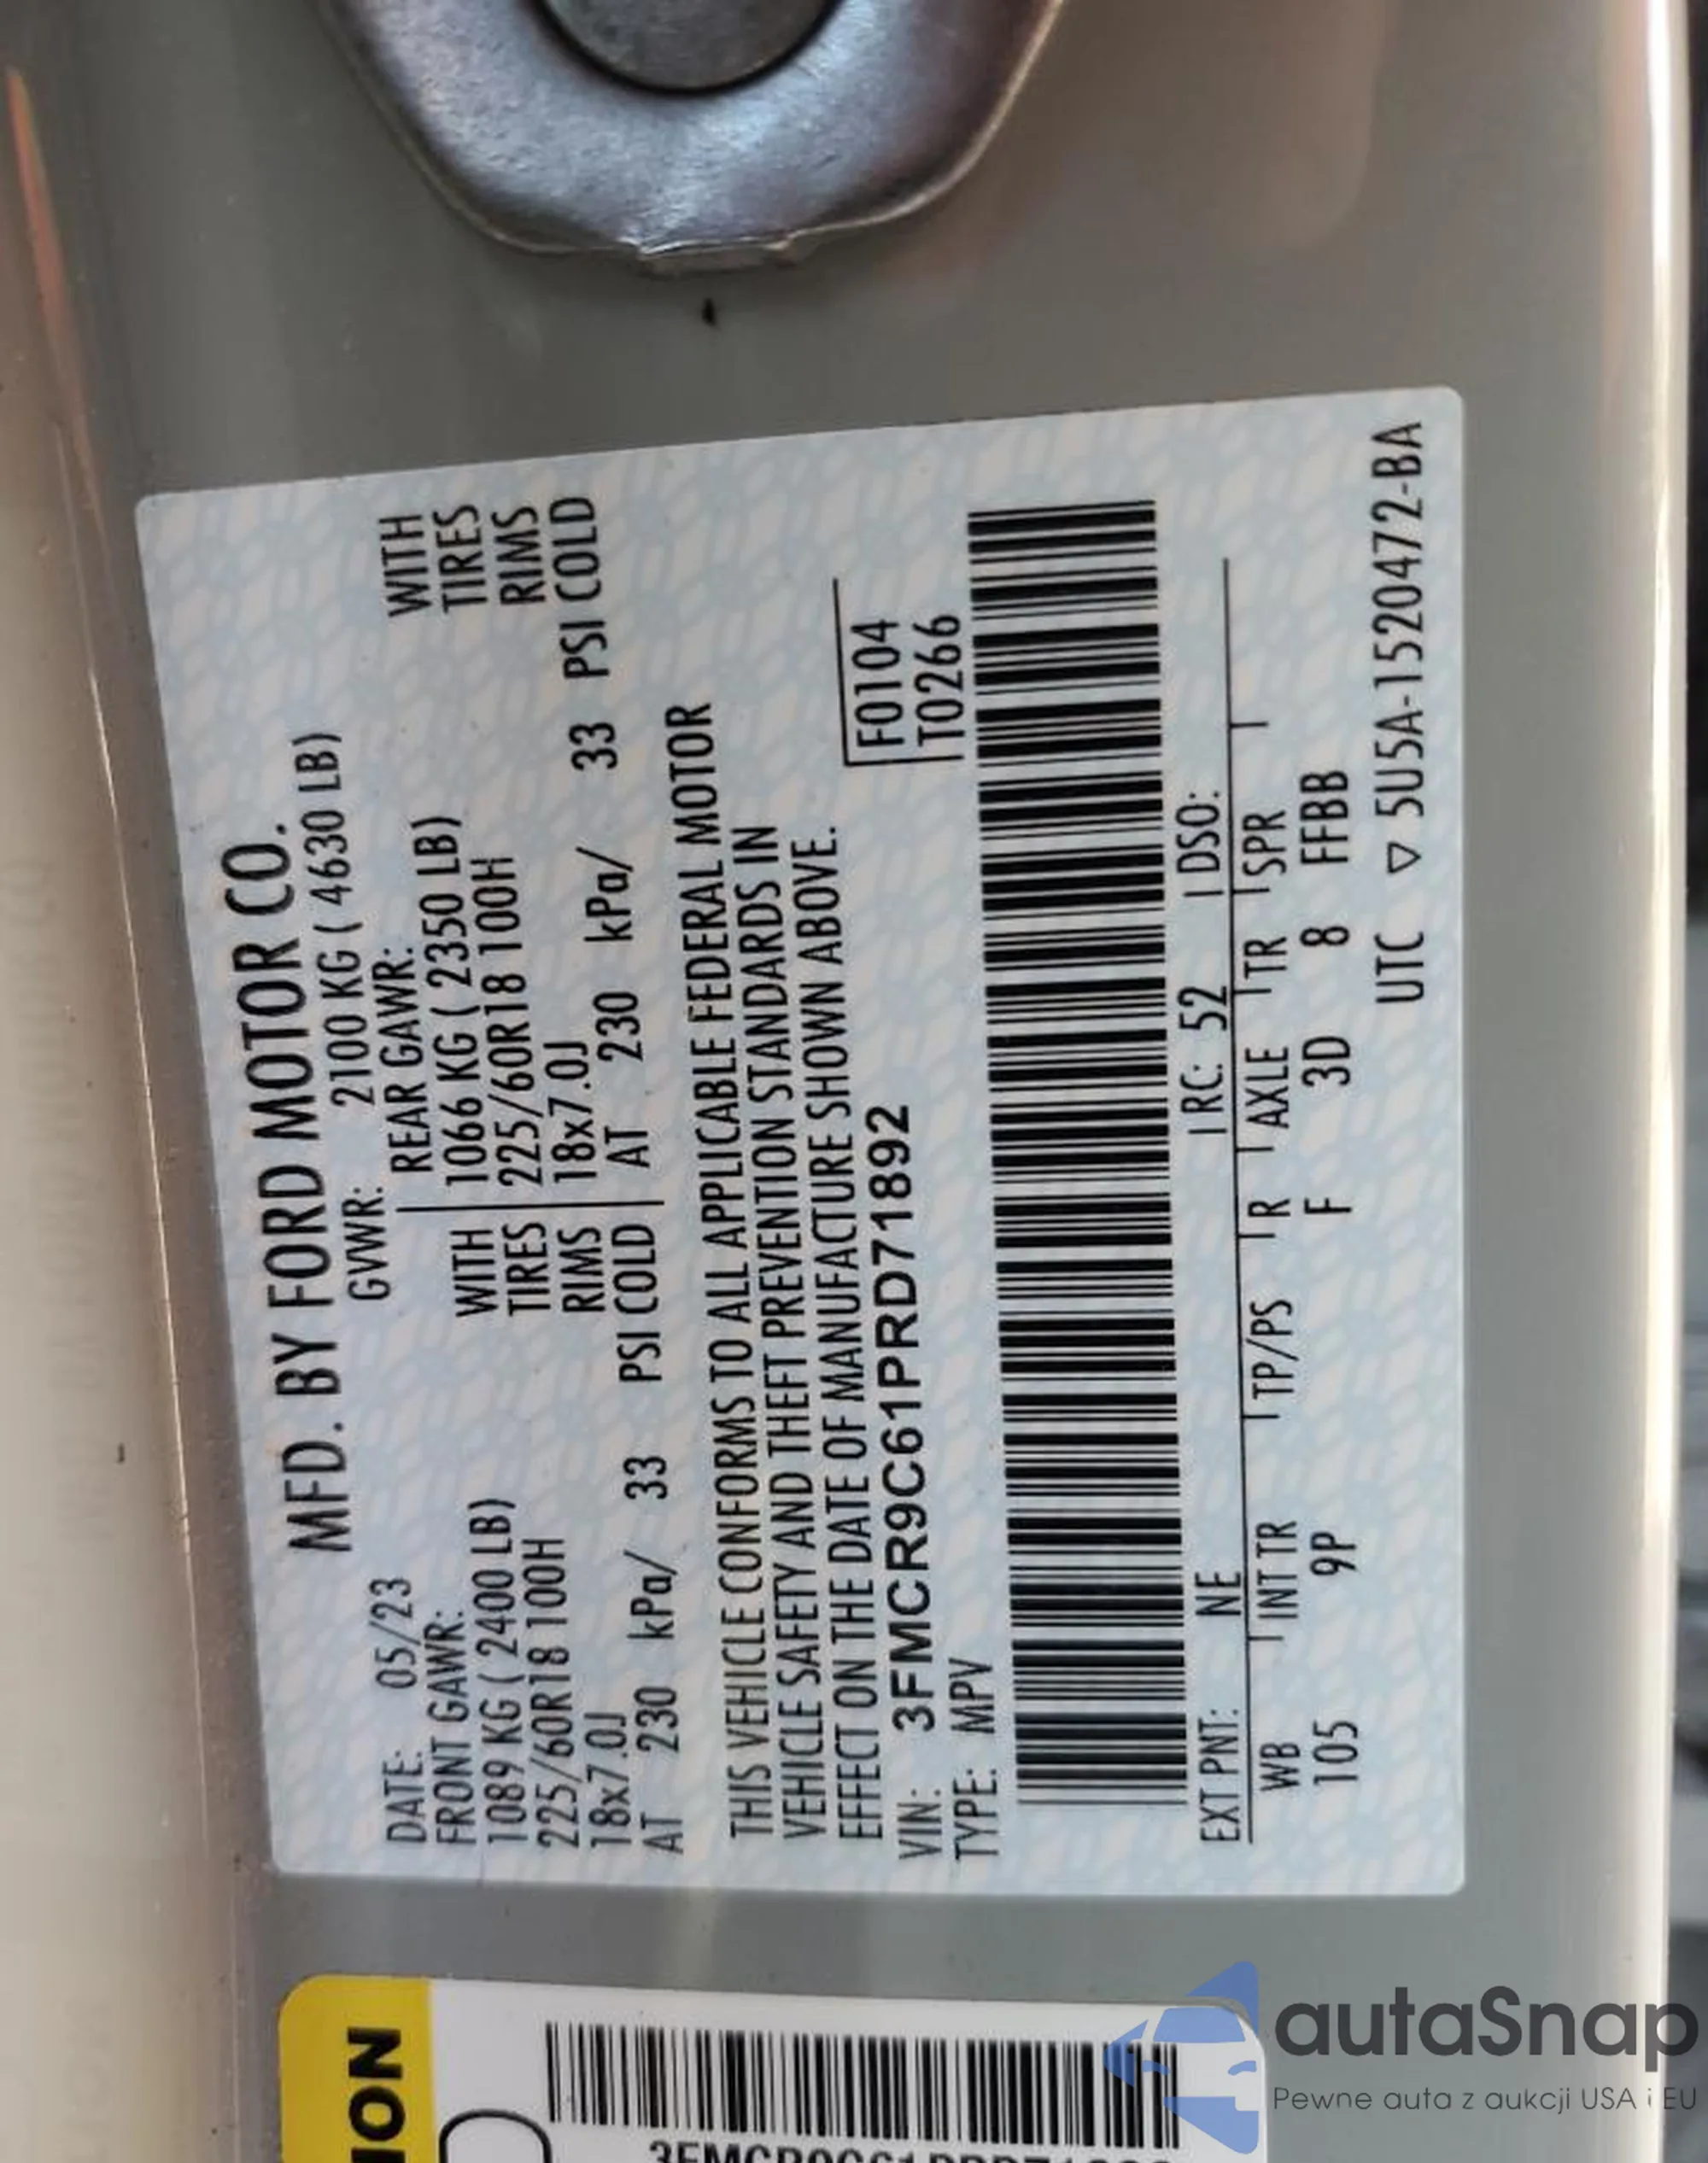 MFD. BY FORD MOTOR CO.
DATE: 05/23 GVWR: 2100 KG ( 4630 LB)
FRONT GAWR: REAR GAWR:
1089 KG ( 2400 LB) WITH 1066 KG ( 2350 LB) WITH
225/60R18 100H TIRES 225/60R18 100H TIRES
18x7.0J RIMS 18x7.0J RIMS
AT 230 kPa/ 33 PSI COLD AT 230 kPa/ 33 PSI COLD
THIS VEHICLE CONFORMS TO ALL APPLICABLE FEDERAL MOTOR
VEHICLE SAFETY AND THEFT PREVENTION STANDARDS IN
EFFECT ON THE DATE OF MANUFACTURE SHOWN ABOVE.
VIN: 3FMCR9C61PRD71892 F0104
TYPE: MPV T0266
EXT PNT: NE RC: 52 DSO:
WB INT TR TP/PS R AXLE TR SPR
105 9P F 3D 8 FFBB
UTC ▽ 5U5A-1520472-BA
autaSnap
Pewne auta z aukcji USA i EU